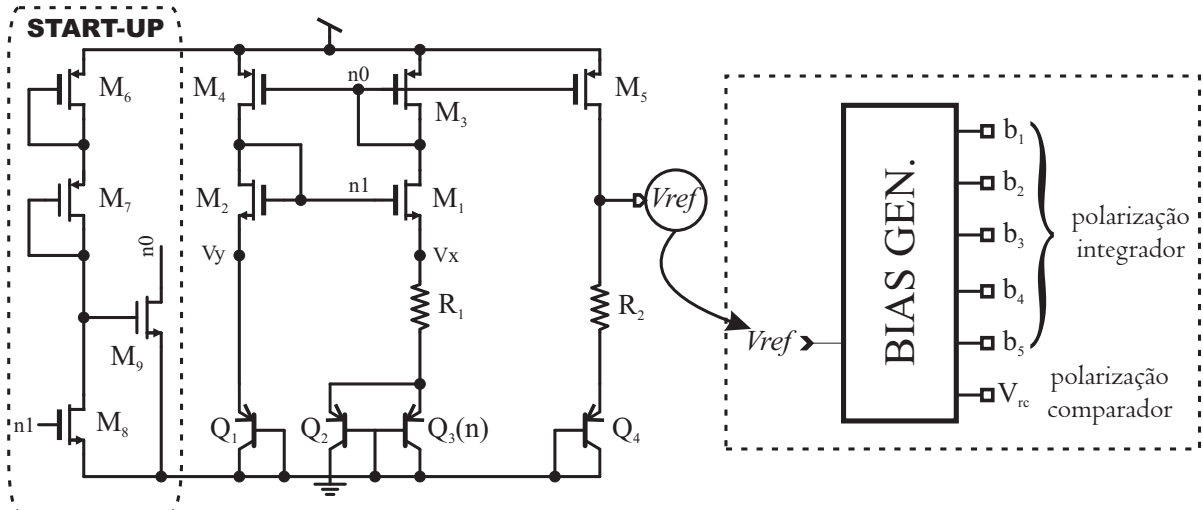 START-UP
M₆
M₇
n0
M₉
n1
M₈
M₄
n0
M₃
M₅
M₂
n1
M₁
Vy
Vx
R₁
R₂
Q₁
Q₂
Q₃(n)
Q₄
Vref
Vref
BIAS GEN.
b₁
b₂
b₃
b₄
b₅
V_rc
polarização
integrador
polarização
comparador